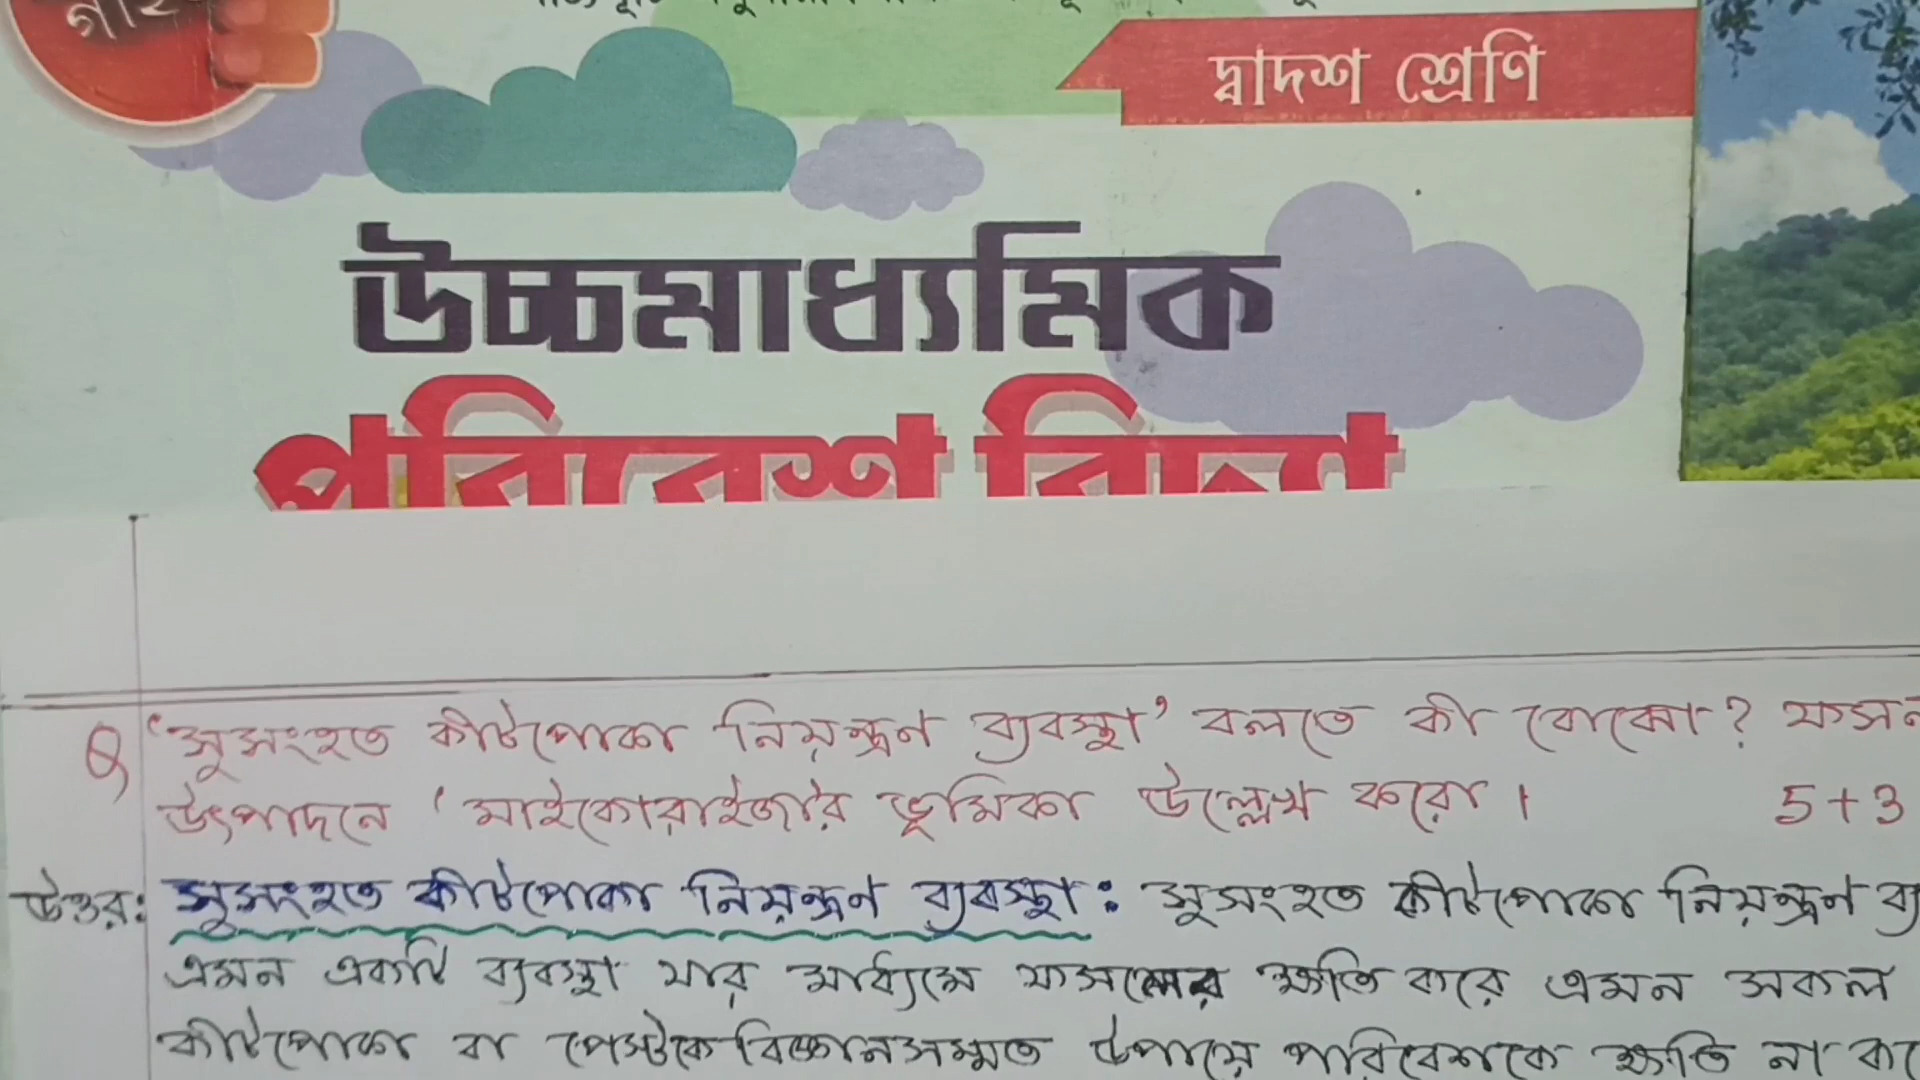 দ্বাদশ শ্রেণি
উচ্চমাধ্যমিক
পরিবেশ বিদ্যা
Q 'সুসংহত কীটপোকা নিয়ন্ত্রণ ব্যবস্থা' বলতে কী বোঝো? ফসল
উৎপাদনে 'মাইকোরাইজা'র ভূমিকা উল্লেখ করো। 5+3
উত্তর: সুসংহত কীটপোকা নিয়ন্ত্রণ ব্যবস্থা: সুসংহত কীটপোকা নিয়ন্ত্রণ
এমন একটি ব্যবস্থা যার মাধ্যমে ফসলের ক্ষতি করে এমন সকল
কীটপোকা বা পেস্টকে বিজ্ঞানসম্মত উপায়ে পরিবেশকে ক্ষতি না